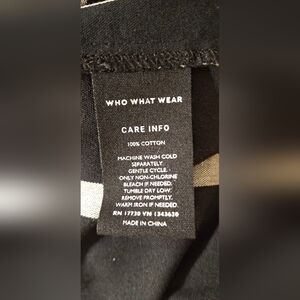 WHO WHAT WEAR
CARE INFO
100% COTTON
MACHINE WASH COLD
SEPARATELY.
GENTLE CYCLE.
ONLY NON-CHLORINE
BLEACH IF NEEDED.
TUMBLE DRY LOW.
REMOVE PROMPTLY.
WARM IRON IF NEEDED.
RN 17730 VN 1343630
MADE IN CHINA